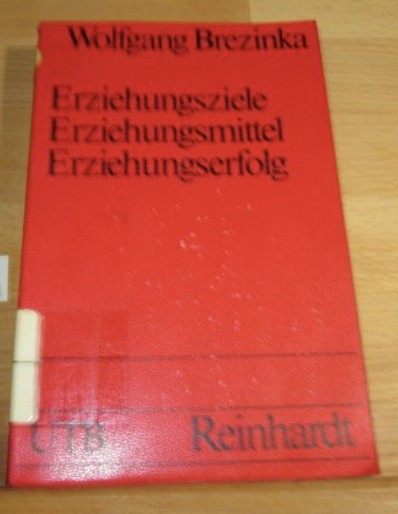 Wolfgang Brezinka
Erziehungsziele
Erziehungsmittel
Erziehungserfolg
UTB Reinhardt